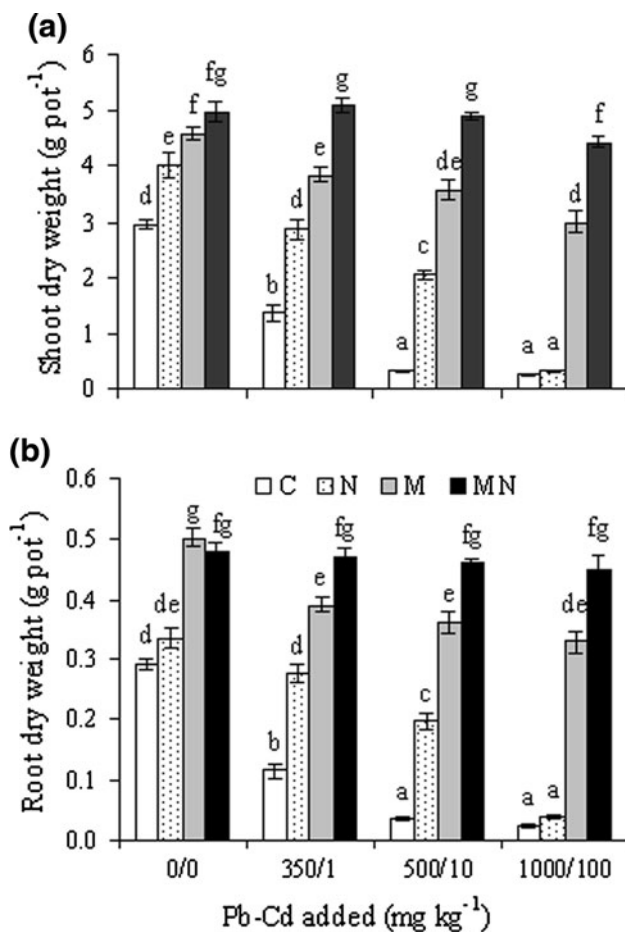 (a)
Shoot dry weight (g pot⁻¹)
6
5
4
3
2
1
0
d e f fg
b d e g
a c de g
a a d f
(b)
Root dry weight (g pot⁻¹)
C N M MN
0.6
0.5
0.4
0.3
0.2
0.1
0.0
d de g fg
b d e fg
a c e fg
a a de fg
0/0 350/1 500/10 1000/100
Pb-Cd added (mg kg⁻¹)